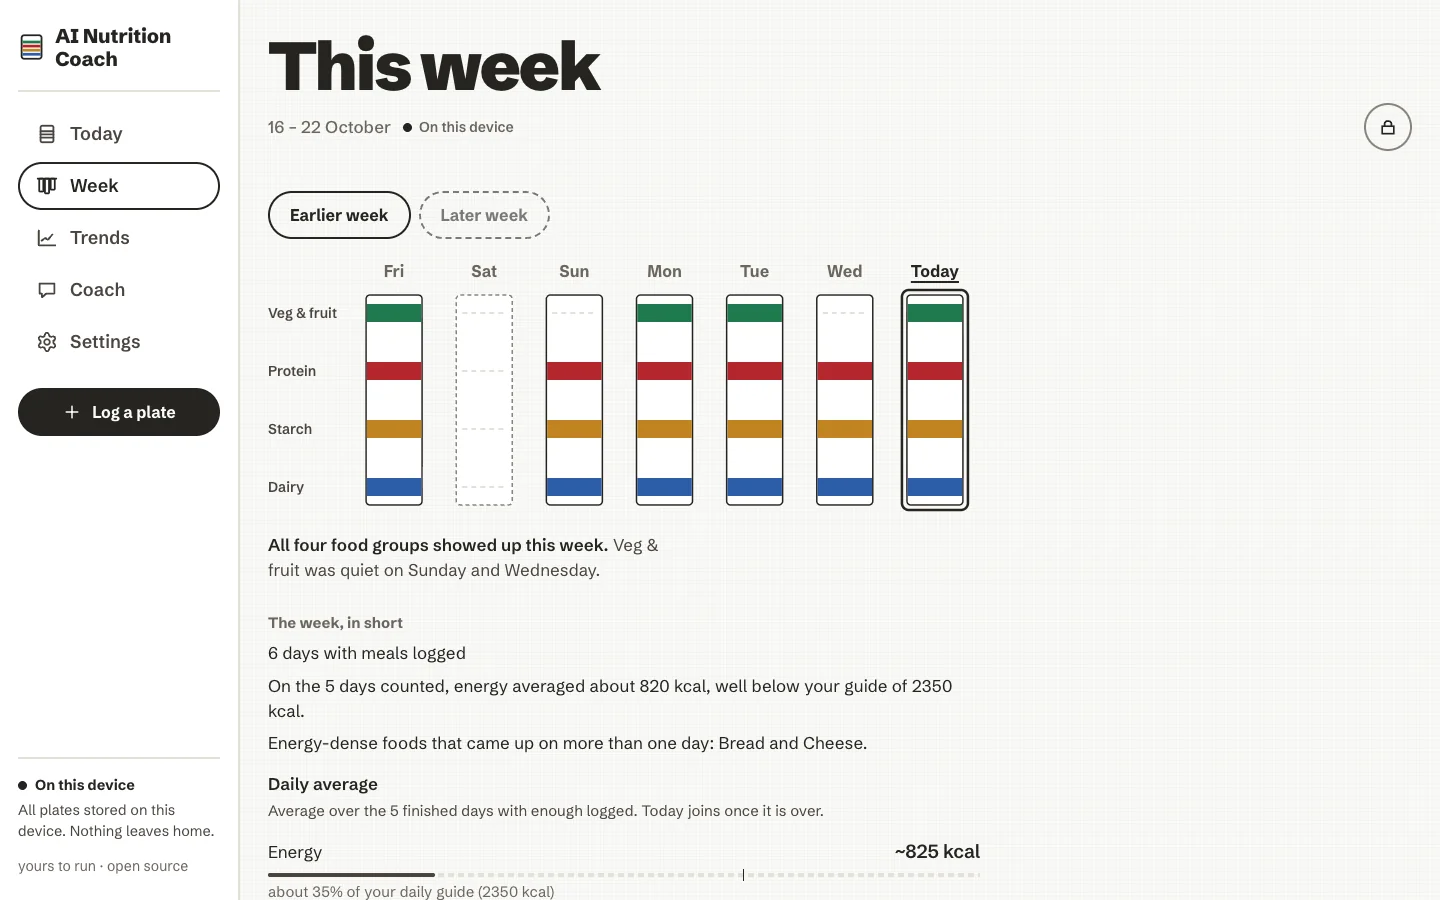 AI Nutrition
Coach
Today
Week
Trends
Coach
Settings
+ Log a plate
On this device
All plates stored on this
device. Nothing leaves home.
yours to run · open source
This week
16 – 22 October
On this device
Earlier week
Later week
Fri Sat Sun Mon Tue Wed Today
Veg & fruit
Protein
Starch
Dairy
All four food groups showed up this week. Veg &
fruit was quiet on Sunday and Wednesday.
The week, in short
6 days with meals logged
On the 5 days counted, energy averaged about 820 kcal, well below your guide of 2350
kcal.
Energy-dense foods that came up on more than one day: Bread and Cheese.
Daily average
Average over the 5 finished days with enough logged. Today joins once it is over.
Energy ~825 kcal
about 35% of your daily guide (2350 kcal)